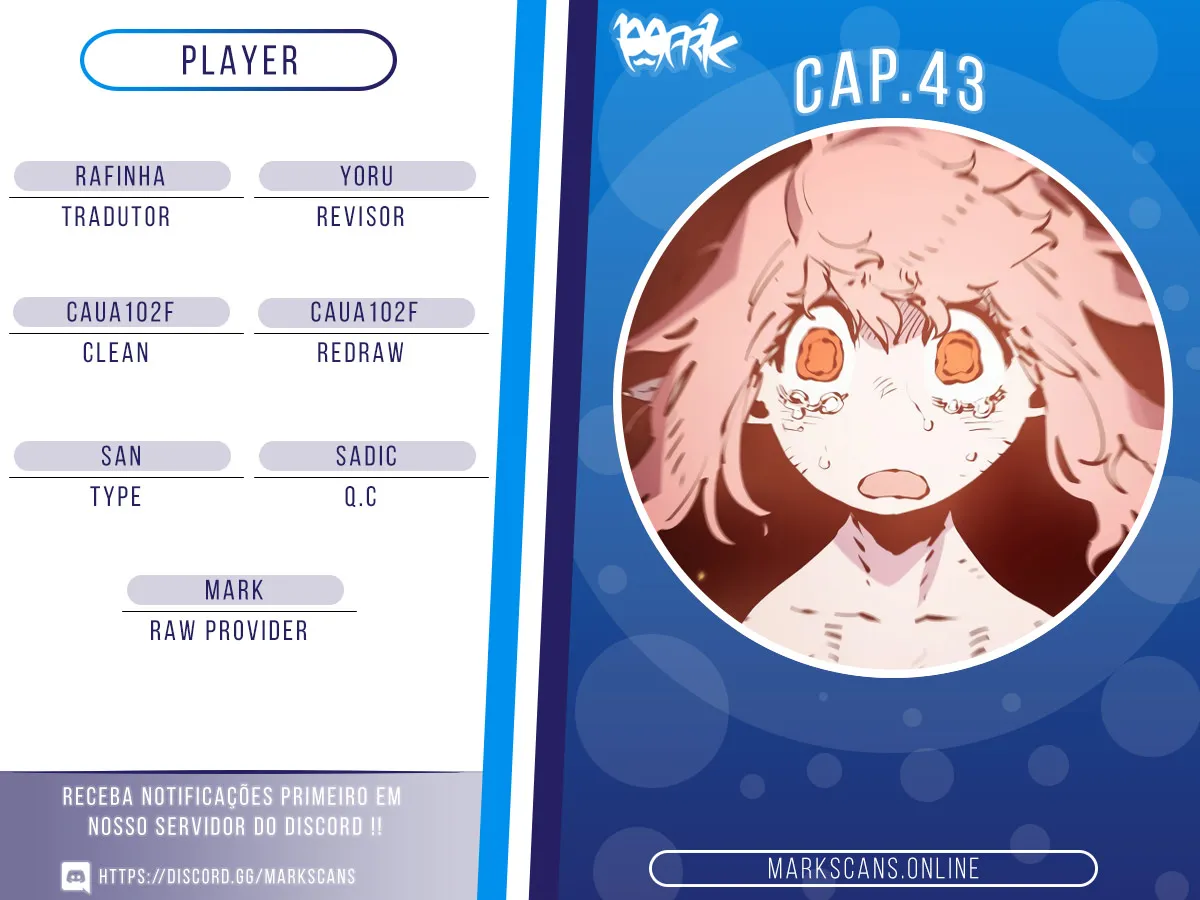 PLAYER
RAFINHA
TRADUTOR
YORU
REVISOR
CAUA102F
CLEAN
CAUA102F
REDRAW
SAN
TYPE
SADIC
Q.C
MARK
RAW PROVIDER
RECEBA NOTIFICAÇÕES PRIMEIRO EM
NOSSO SERVIDOR DO DISCORD !!
HTTPS://DISCORD.GG/MARKSCANS
MARK
CAP.43
MARKSCANS.ONLINE